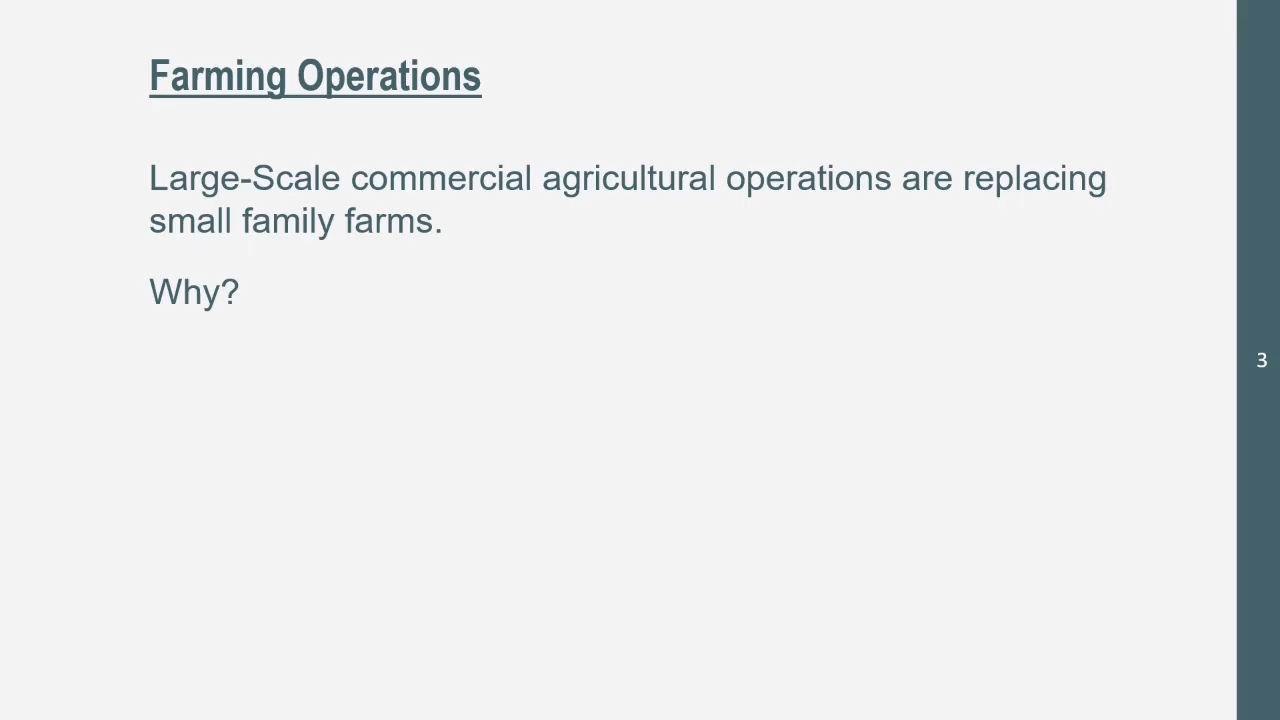 Farming Operations
Large-Scale commercial agricultural operations are replacing
small family farms.
Why?
3